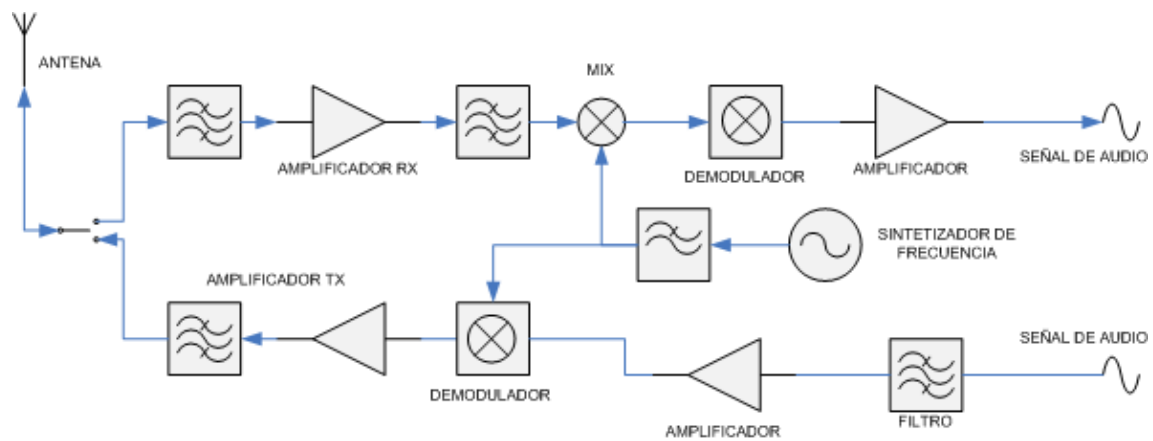 ANTENA
MIX
AMPLIFICADOR RX
DEMODULADOR
AMPLIFICADOR
SEÑAL DE AUDIO
SINTETIZADOR DE
FRECUENCIA
AMPLIFICADOR TX
SEÑAL DE AUDIO
DEMODULADOR
AMPLIFICADOR
FILTRO